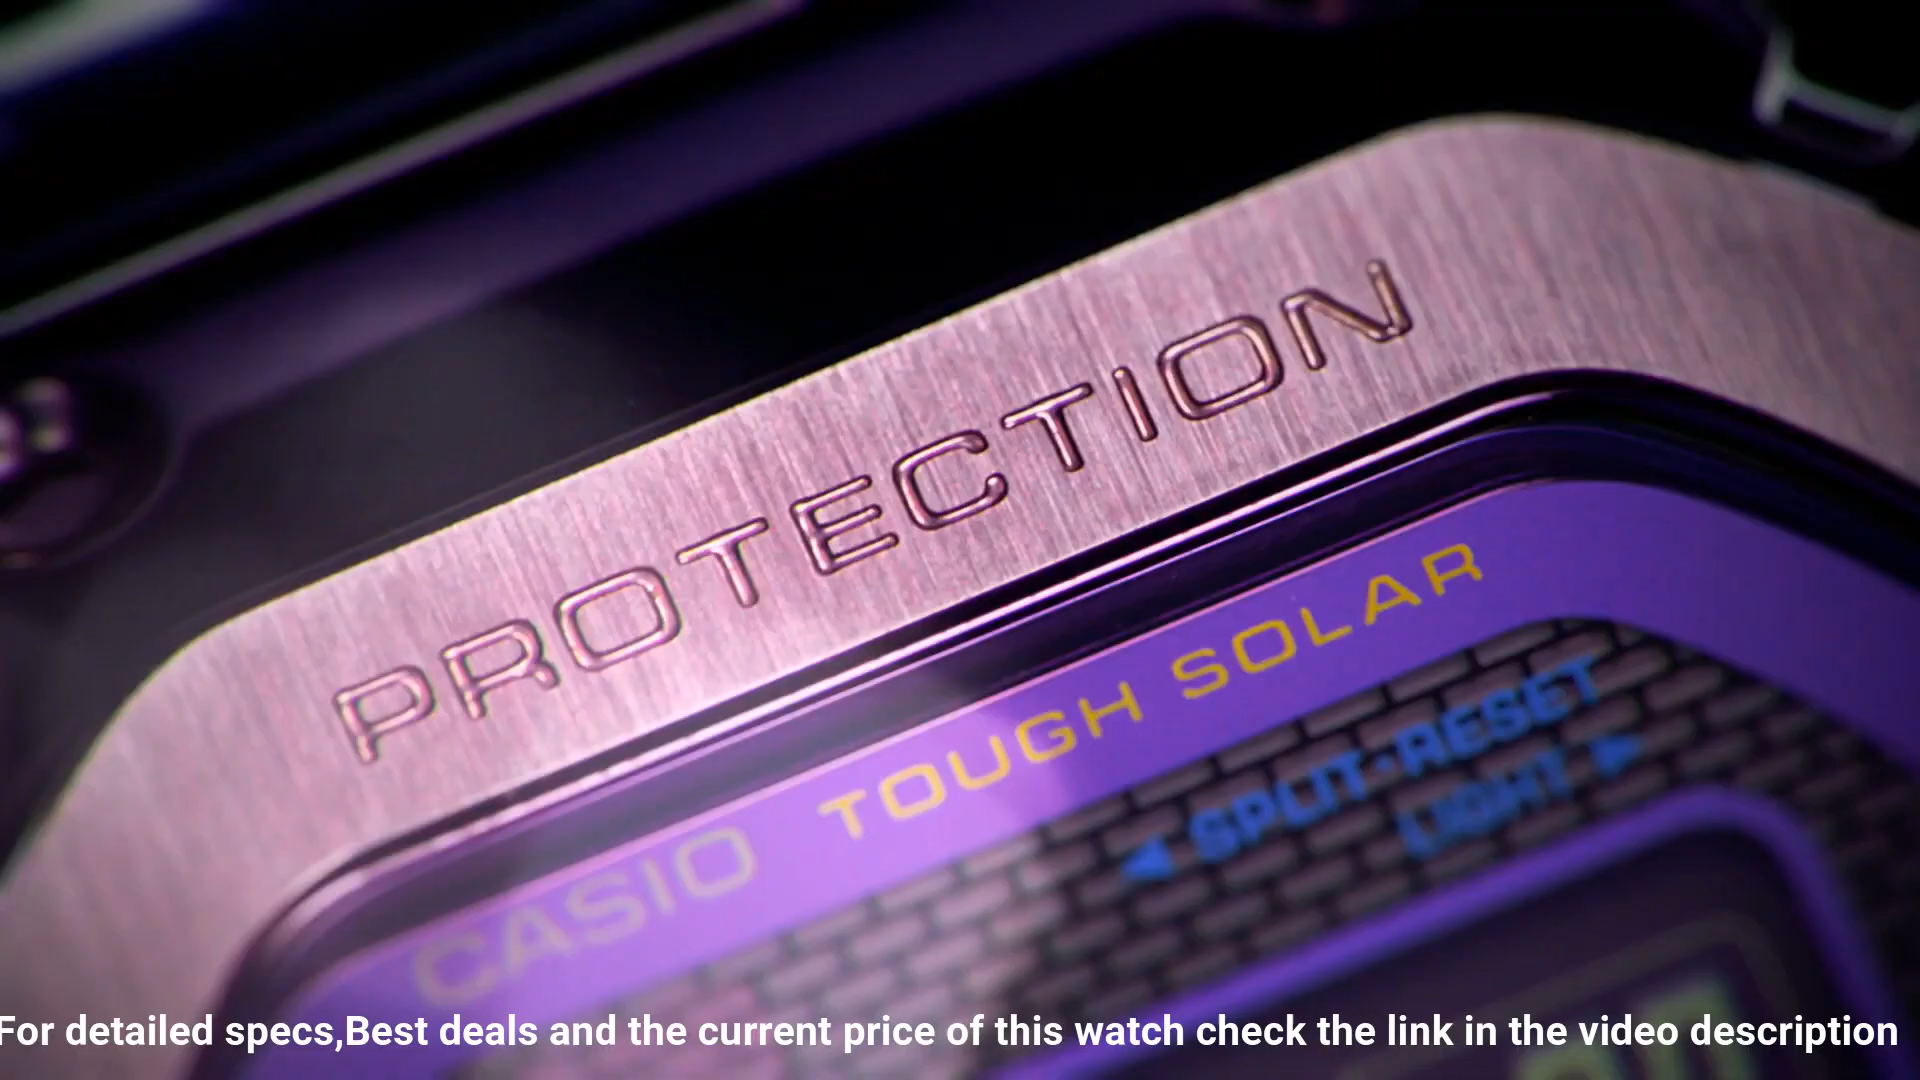 PROTECTION
CASIO TOUGH SOLAR
◀ SPLIT·RESET
LIGHT ▶
For detailed specs,Best deals and the current price of this watch check the link in the video description